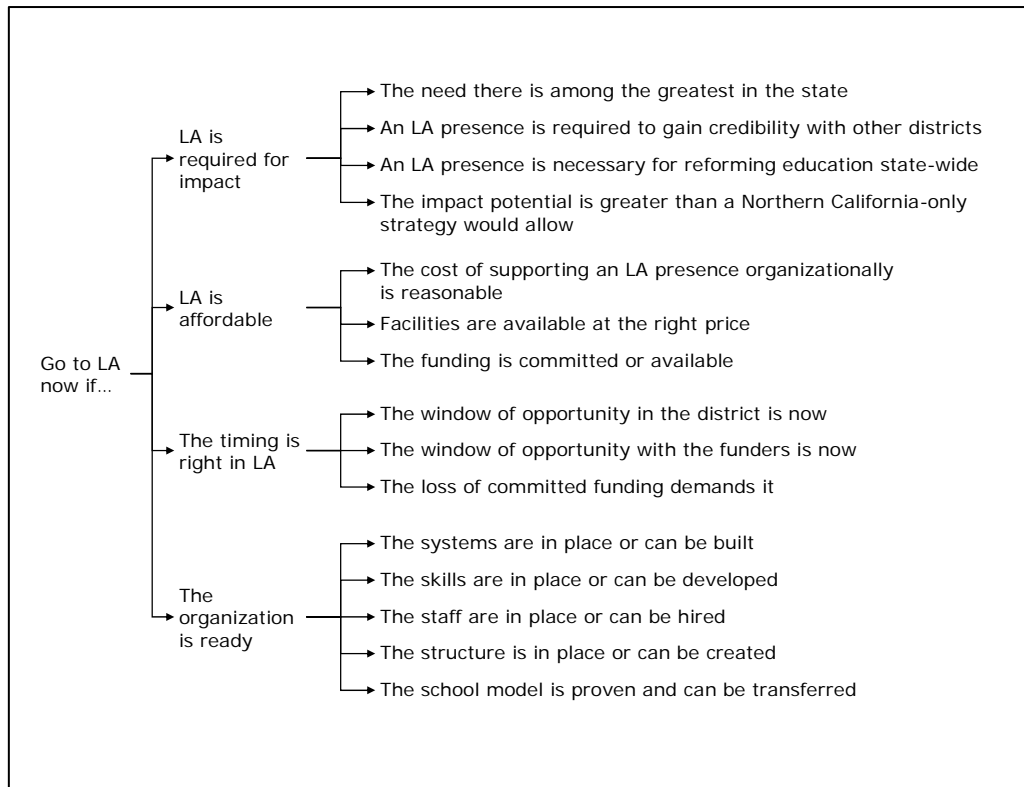 Go to LA
now if...
LA is
required for
impact
The need there is among the greatest in the state
An LA presence is required to gain credibility with other districts
An LA presence is necessary for reforming education state-wide
The impact potential is greater than a Northern California-only
strategy would allow
LA is
affordable
The cost of supporting an LA presence organizationally
is reasonable
Facilities are available at the right price
The funding is committed or available
The timing is
right in LA
The window of opportunity in the district is now
The window of opportunity with the funders is now
The loss of committed funding demands it
The
organization
is ready
The systems are in place or can be built
The skills are in place or can be developed
The staff are in place or can be hired
The structure is in place or can be created
The school model is proven and can be transferred